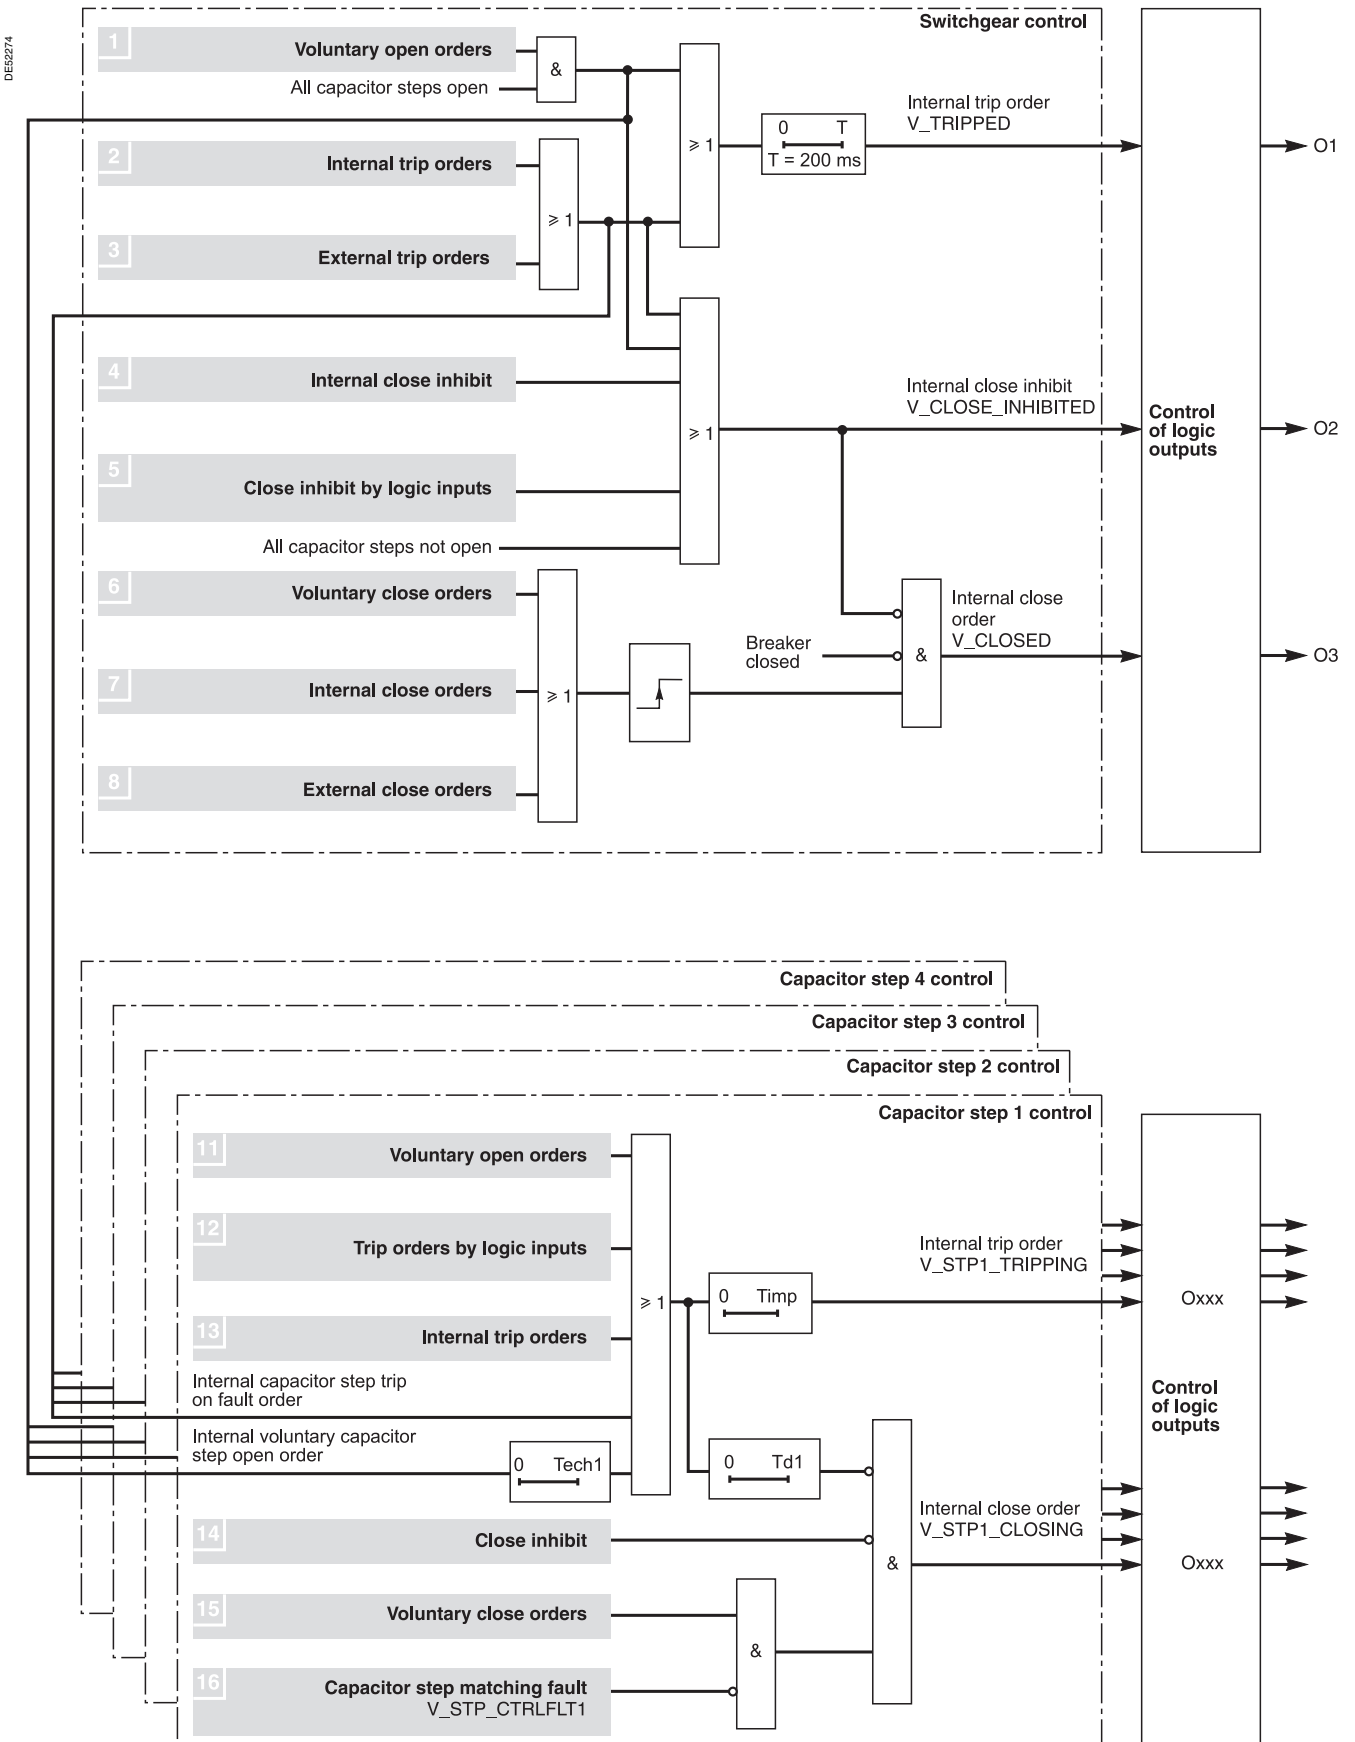 DE52274
Switchgear control
1
Voluntary open orders
All capacitor steps open
&
2
Internal trip orders
3
External trip orders
⩾ 1
⩾ 1
0 T
T = 200 ms
Internal trip order
V_TRIPPED
O1
4
Internal close inhibit
5
Close inhibit by logic inputs
All capacitor steps not open
⩾ 1
Internal close inhibit
V_CLOSE_INHIBITED
Control
of logic
outputs
O2
6
Voluntary close orders
7
Internal close orders
8
External close orders
⩾ 1
Breaker
closed
&
Internal close
order
V_CLOSED
O3
Capacitor step 4 control
Capacitor step 3 control
Capacitor step 2 control
Capacitor step 1 control
11
Voluntary open orders
12
Trip orders by logic inputs
13
Internal trip orders
Internal capacitor step trip
on fault order
Internal voluntary capacitor
step open order
0 Tech1
⩾ 1
0 Timp
Internal trip order
V_STP1_TRIPPING
Oxxx
Control
of logic
outputs
0 Td1
14
Close inhibit
15
Voluntary close orders
16
Capacitor step matching fault
V_STP_CTRLFLT1
&
&
Internal close order
V_STP1_CLOSING
Oxxx